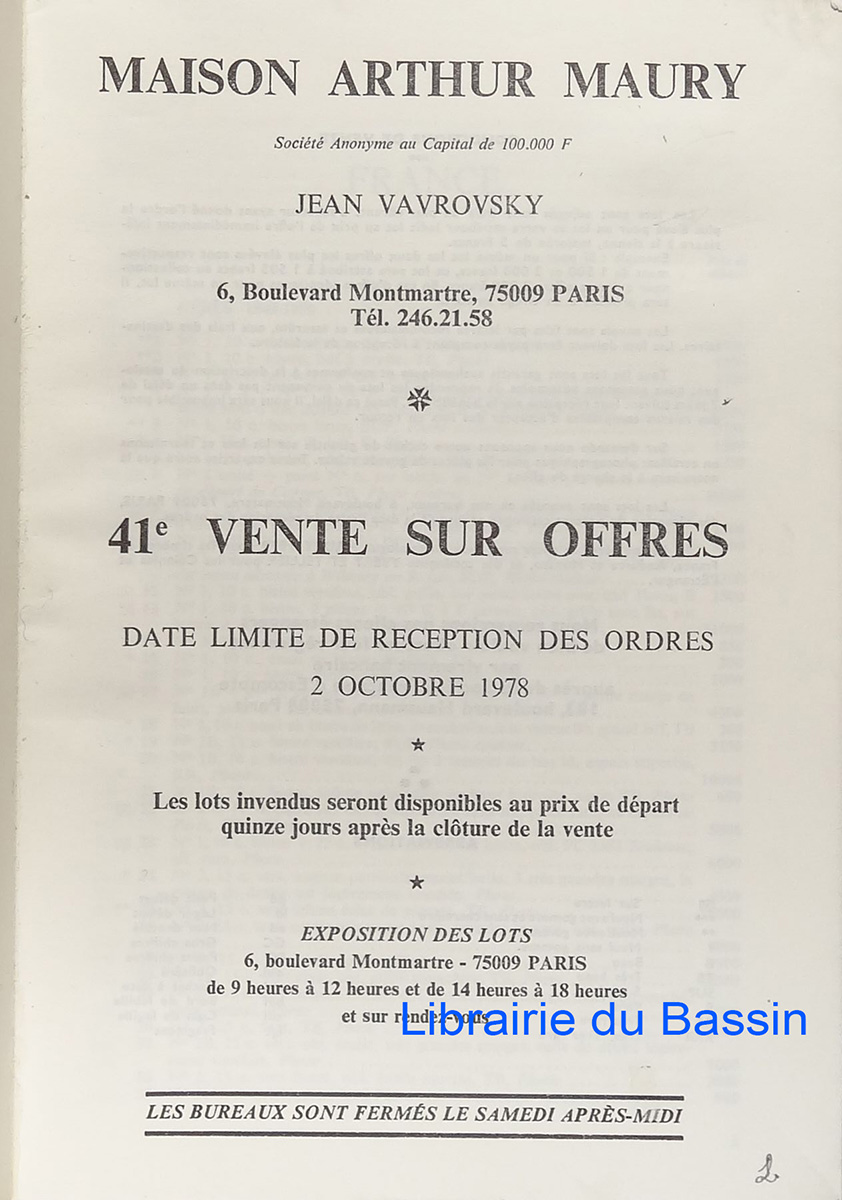 MAISON ARTHUR MAURY
Société Anonyme au Capital de 100.000 F
JEAN VAVROVSKY
6, Boulevard Montmartre, 75009 PARIS
Tél. 246.21.58
41e VENTE SUR OFFRES
DATE LIMITE DE RECEPTION DES ORDRES
2 OCTOBRE 1978
Les lots invendus seront disponibles au prix de départ
quinze jours après la clôture de la vente
EXPOSITION DES LOTS
6, boulevard Montmartre - 75009 PARIS
de 9 heures à 12 heures et de 14 heures à 18 heures
et sur rendez-vous
Librairie du Bassin
LES BUREAUX SONT FERMÉS LE SAMEDI APRÈS-MIDI